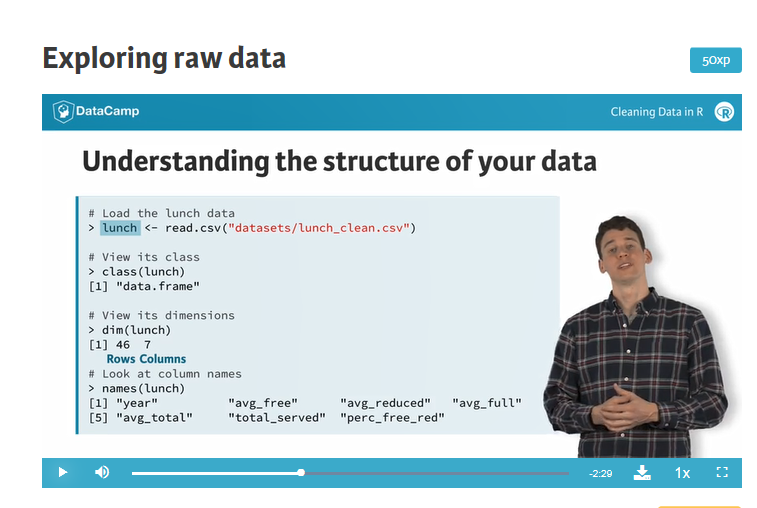 Exploring raw data
50xp
DataCamp
Cleaning Data in R
R
Understanding the structure of your data
# Load the lunch data
> lunch <- read.csv("datasets/lunch_clean.csv")
# View its class
> class(lunch)
[1] "data.frame"
# View its dimensions
> dim(lunch)
[1] 46 7
Rows Columns
# Look at column names
> names(lunch)
[1] "year" "avg_free" "avg_reduced" "avg_full"
[5] "avg_total" "total_served" "perc_free_red"
-2:29
1x